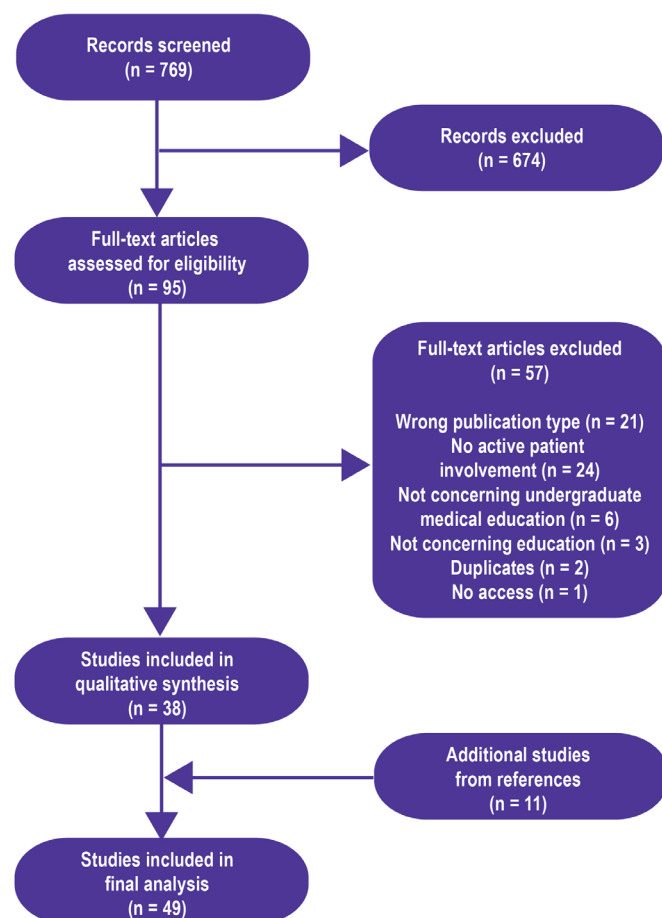 Records screened
(n = 769)
Records excluded
(n = 674)
Full-text articles
assessed for eligibility
(n = 95)
Full-text articles excluded
(n = 57)
Wrong publication type (n = 21)
No active patient
involvement (n = 24)
Not concerning undergraduate
medical education (n = 6)
Not concerning education (n = 3)
Duplicates (n = 2)
No access (n = 1)
Studies included in
qualitative synthesis
(n = 38)
Additional studies
from references
(n = 11)
Studies included in
final analysis
(n = 49)